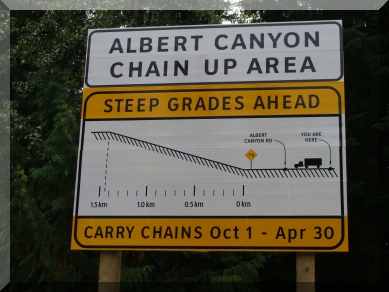 ALBERT CANYON
CHAIN UP AREA
STEEP GRADES AHEAD
ALBERT
CANYON RD
YOU ARE
HERE
1.5 km 1.0 km 0.5 km 0 km
CARRY CHAINS Oct 1 - Apr 30